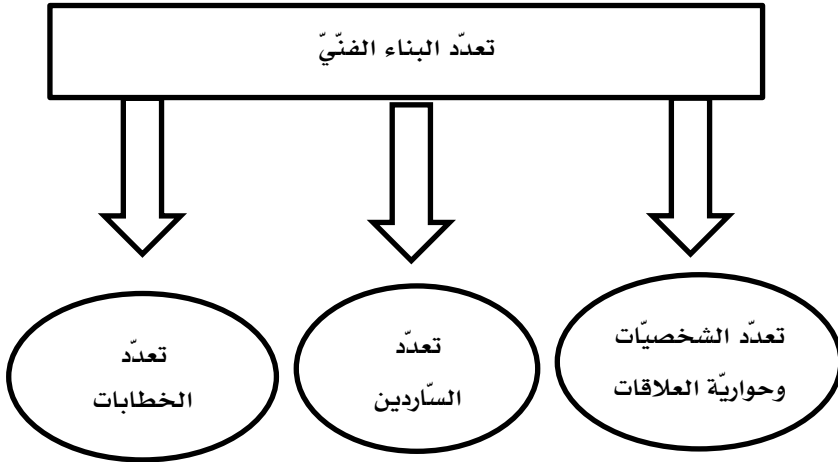 تعدّد البناء الفنّيّ
تعدّد الشخصيّات
وحواريّة العلاقات
تعدّد
السّاردين
تعدّد
الخطابات